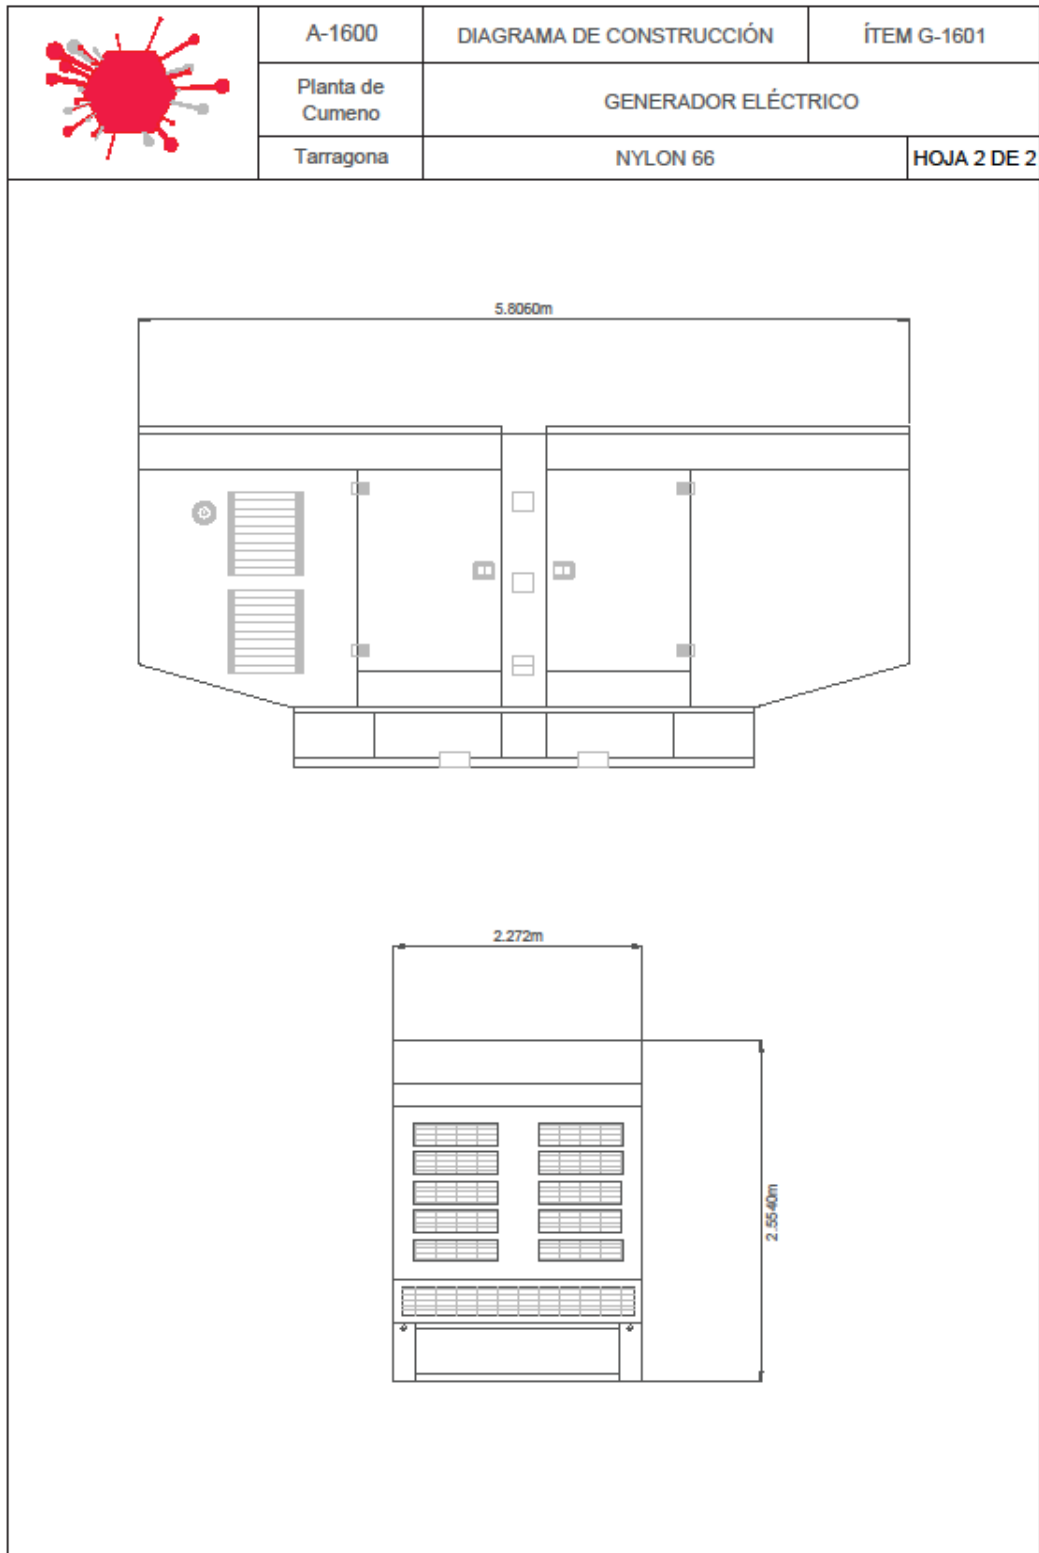 A-1600
DIAGRAMA DE CONSTRUCCIÓN
ÍTEM G-1601
Planta de
Cumeno
GENERADOR ELÉCTRICO
Tarragona
NYLON 66
HOJA 2 DE 2
5.8060m
2.272m
2.5540m